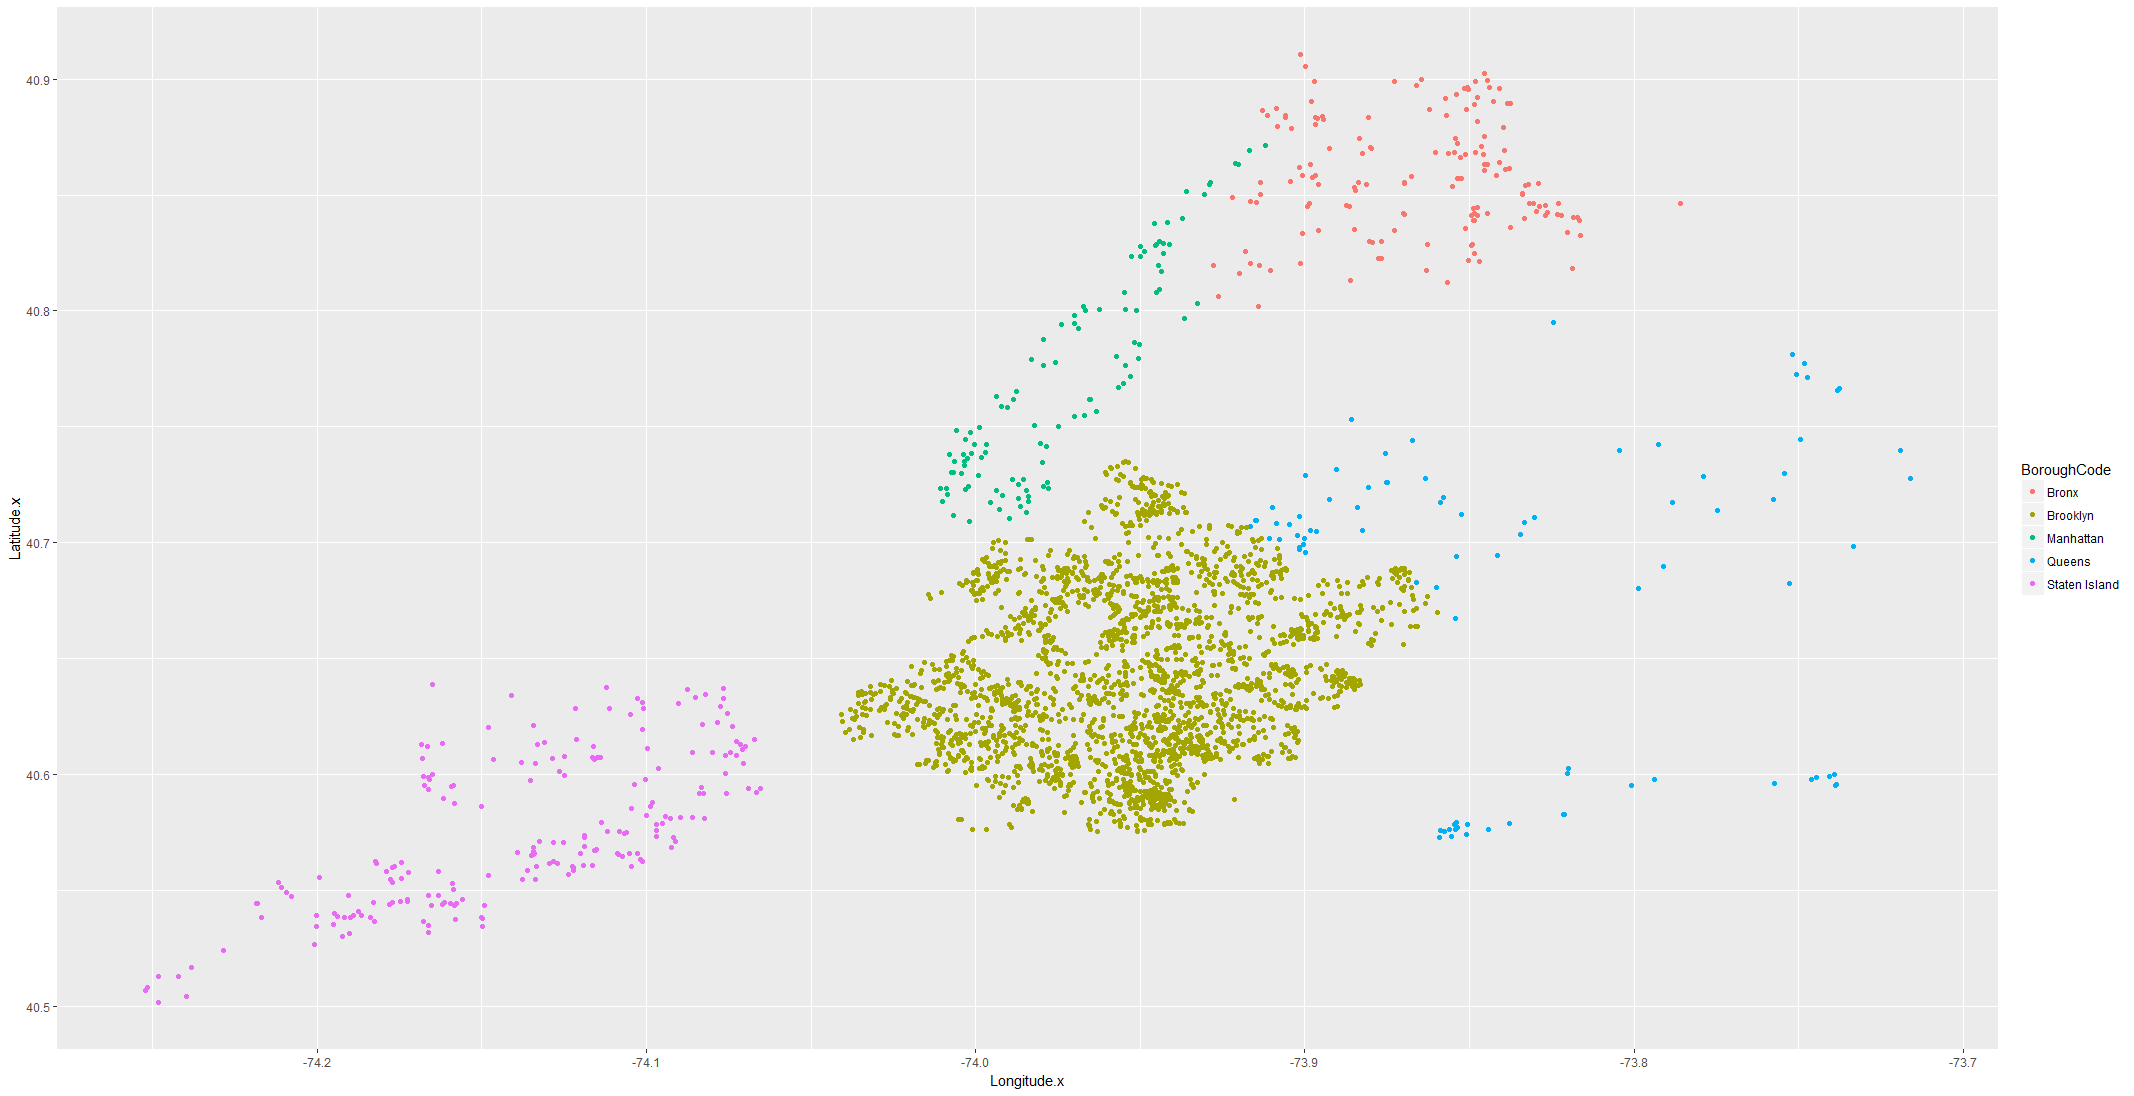 40.9
40.8
40.7
40.6
40.5
Latitude.x
-74.2
-74.1
-74.0
-73.9
-73.8
-73.7
Longitude.x
BoroughCode
Bronx
Brooklyn
Manhattan
Queens
Staten Island